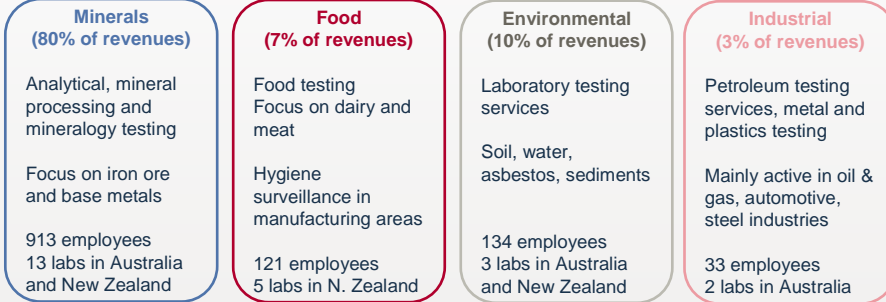 Minerals
(80% of revenues)
Analytical, mineral
processing and
mineralogy testing
Focus on iron ore
and base metals
913 employees
13 labs in Australia
and New Zealand
Food
(7% of revenues)
Food testing
Focus on dairy and
meat
Hygiene
surveillance in
manufacturing areas
121 employees
5 labs in N. Zealand
Environmental
(10% of revenues)
Laboratory testing
services
Soil, water,
asbestos, sediments
134 employees
3 labs in Australia
and New Zealand
Industrial
(3% of revenues)
Petroleum testing
services, metal and
plastics testing
Mainly active in oil &
gas, automotive,
steel industries
33 employees
2 labs in Australia